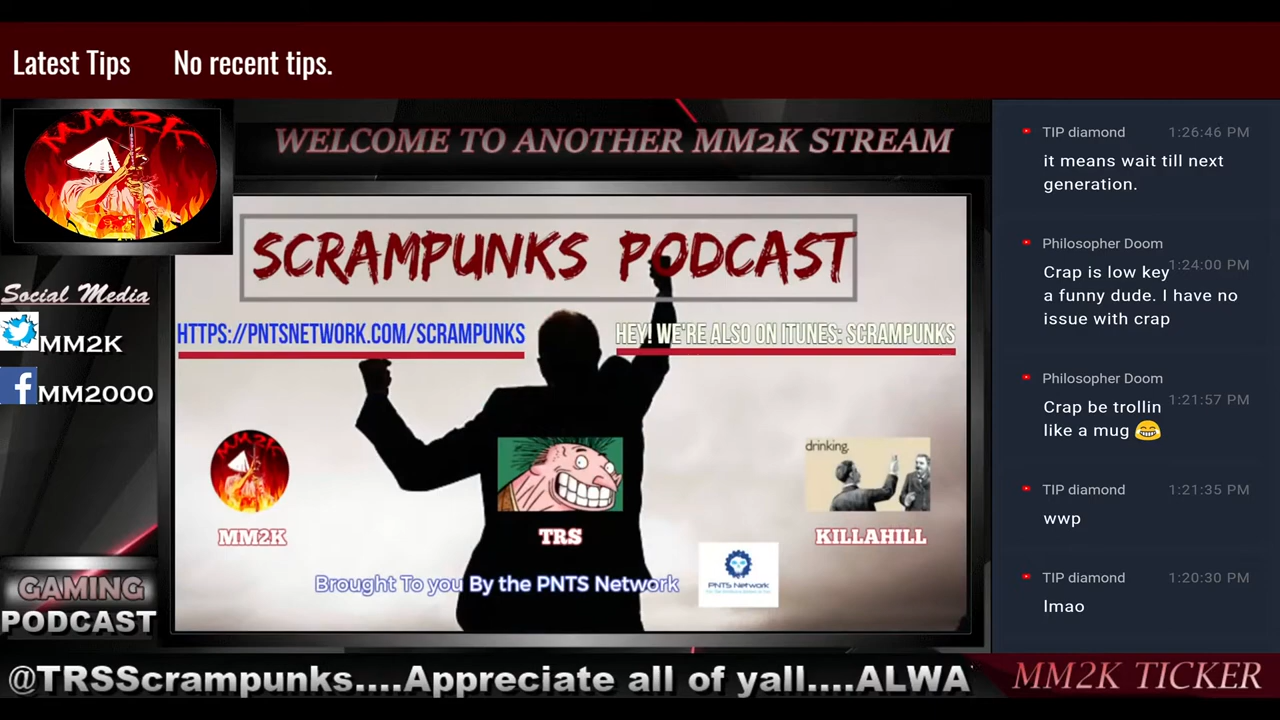 Latest Tips No recent tips.
MM2K
WELCOME TO ANOTHER MM2K STREAM
SCRAMPUNKS PODCAST
HTTPS://PNTSNETWORK.COM/SCRAMPUNKS
HEY! WE'RE ALSO ON ITUNES: SCRAMPUNKS
Social Media
MM2K
MM2000
MM2K
drinking.
MM2K
TRS
KILLAHILL
Brought To you By the PNTS Network
PNTS Network
GAMING
PODCAST
TIP diamond 1:26:46 PM
it means wait till next
generation.
Philosopher Doom
1:24:00 PM
Crap is low key
a funny dude. I have no
issue with crap
Philosopher Doom
1:21:57 PM
Crap be trollin
like a mug 😂
TIP diamond 1:21:35 PM
wwp
TIP diamond 1:20:30 PM
lmao
@TRSScrampunks....Appreciate all of yall....ALWA
MM2K TICKER